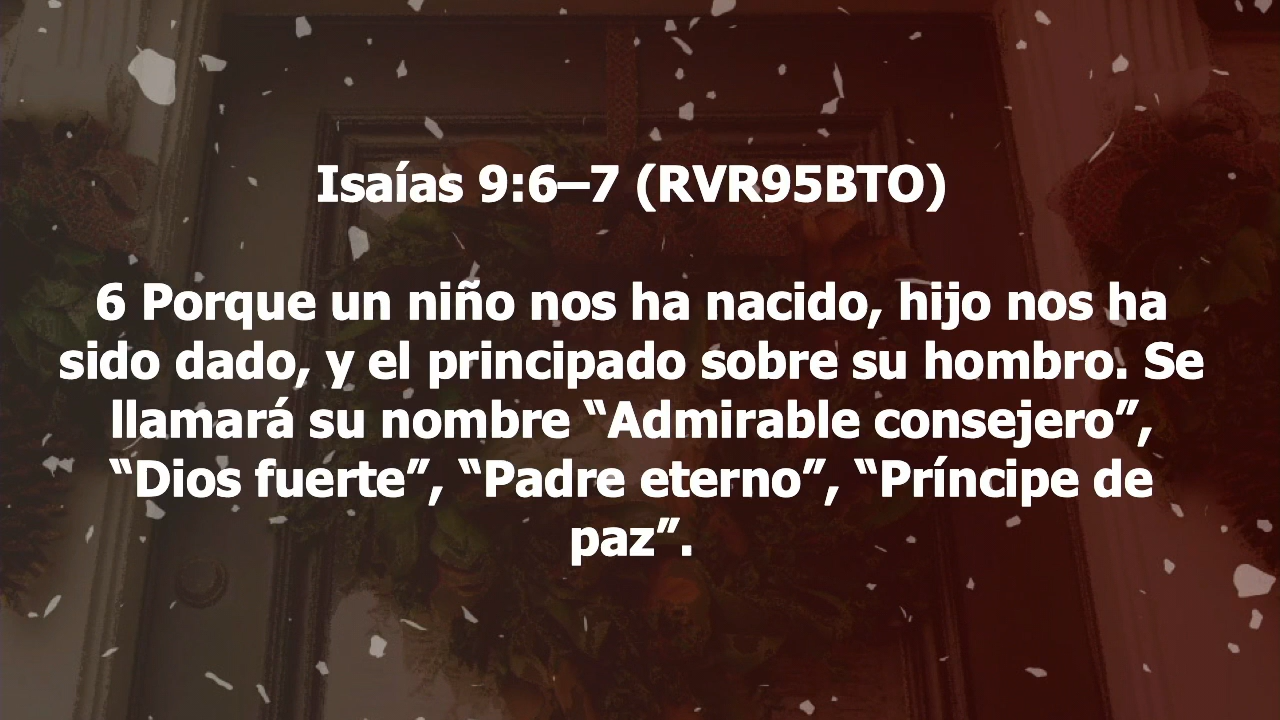 Isaías 9:6–7 (RVR95BTO)
6 Porque un niño nos ha nacido, hijo nos ha
sido dado, y el principado sobre su hombro. Se
llamará su nombre “Admirable consejero”,
“Dios fuerte”, “Padre eterno”, “Príncipe de
paz”.